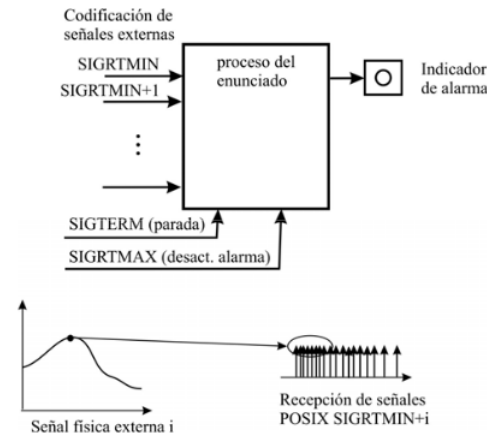 Codificación de
señales externas
SIGRTMIN
SIGRTMIN+1
proceso del
enunciado
Indicador
de alarma
SIGTERM (parada)
SIGRTMAX (desact. alarma)
Señal física externa i
Recepción de señales
POSIX SIGRTMIN+i